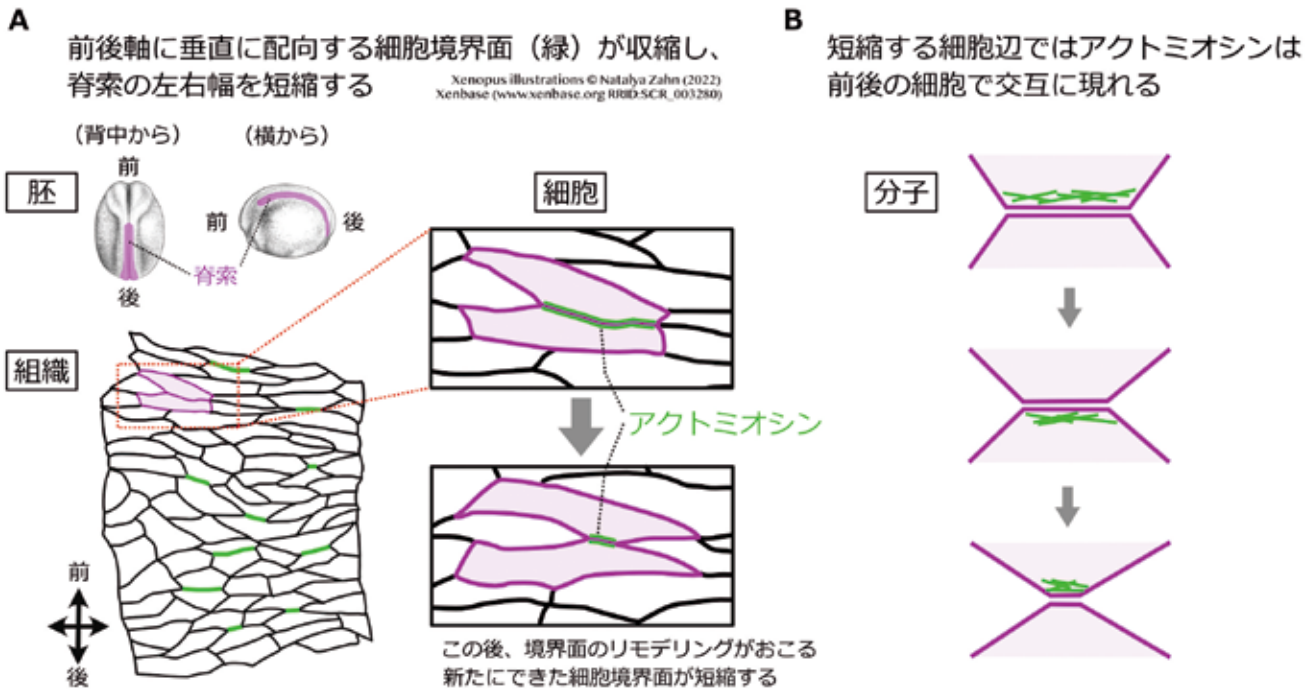 A
前後軸に垂直に配向する細胞境界面（緑）が収縮し、
脊索の左右幅を短縮する
Xenopus illustrations © Natalya Zahn (2022)
Xenbase (www.xenbase.org RRID:SCR_003280)
（背中から）
（横から）
胚
前
後
前
後
脊索
組織
前
後
細胞
アクトミオシン
この後、境界面のリモデリングがおこる
新たにできた細胞境界面が短縮する
B
短縮する細胞辺ではアクトミオシンは
前後の細胞で交互に現れる
分子